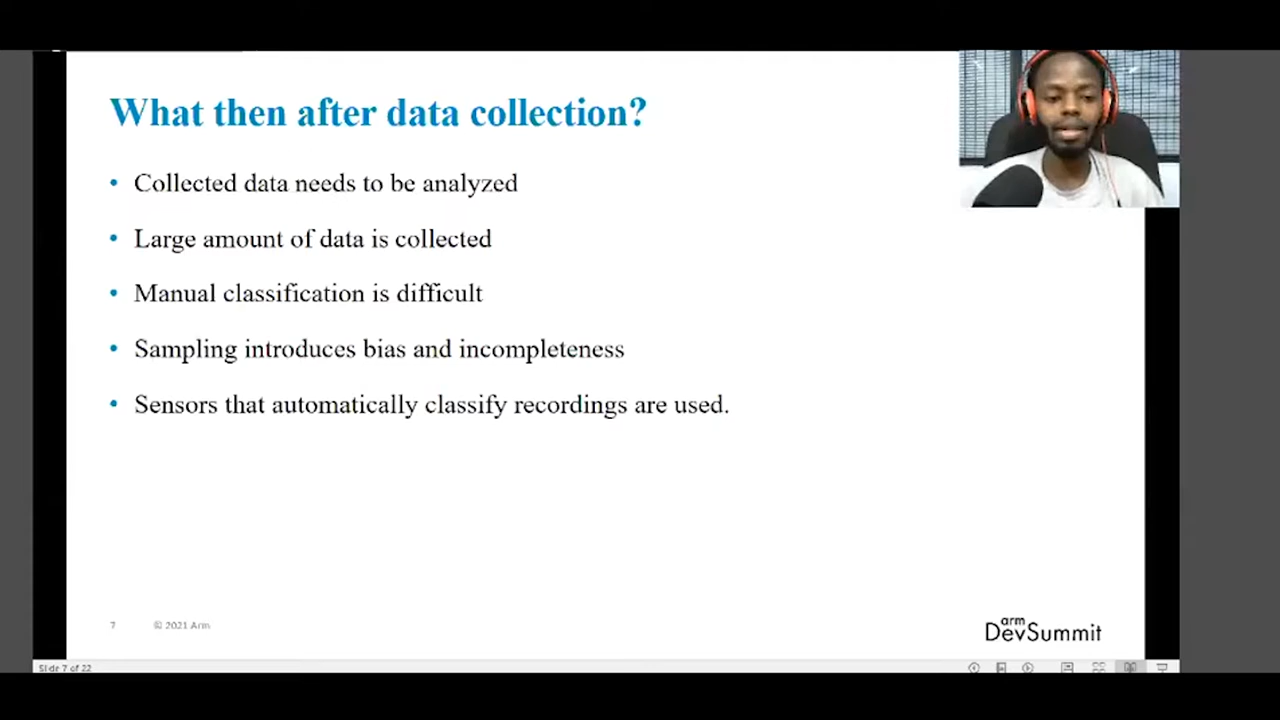 What then after data collection?
• Collected data needs to be analyzed
• Large amount of data is collected
• Manual classification is difficult
• Sampling introduces bias and incompleteness
• Sensors that automatically classify recordings are used.
7 © 2021 Arm
arm
DevSummit
Slide 7 of 22